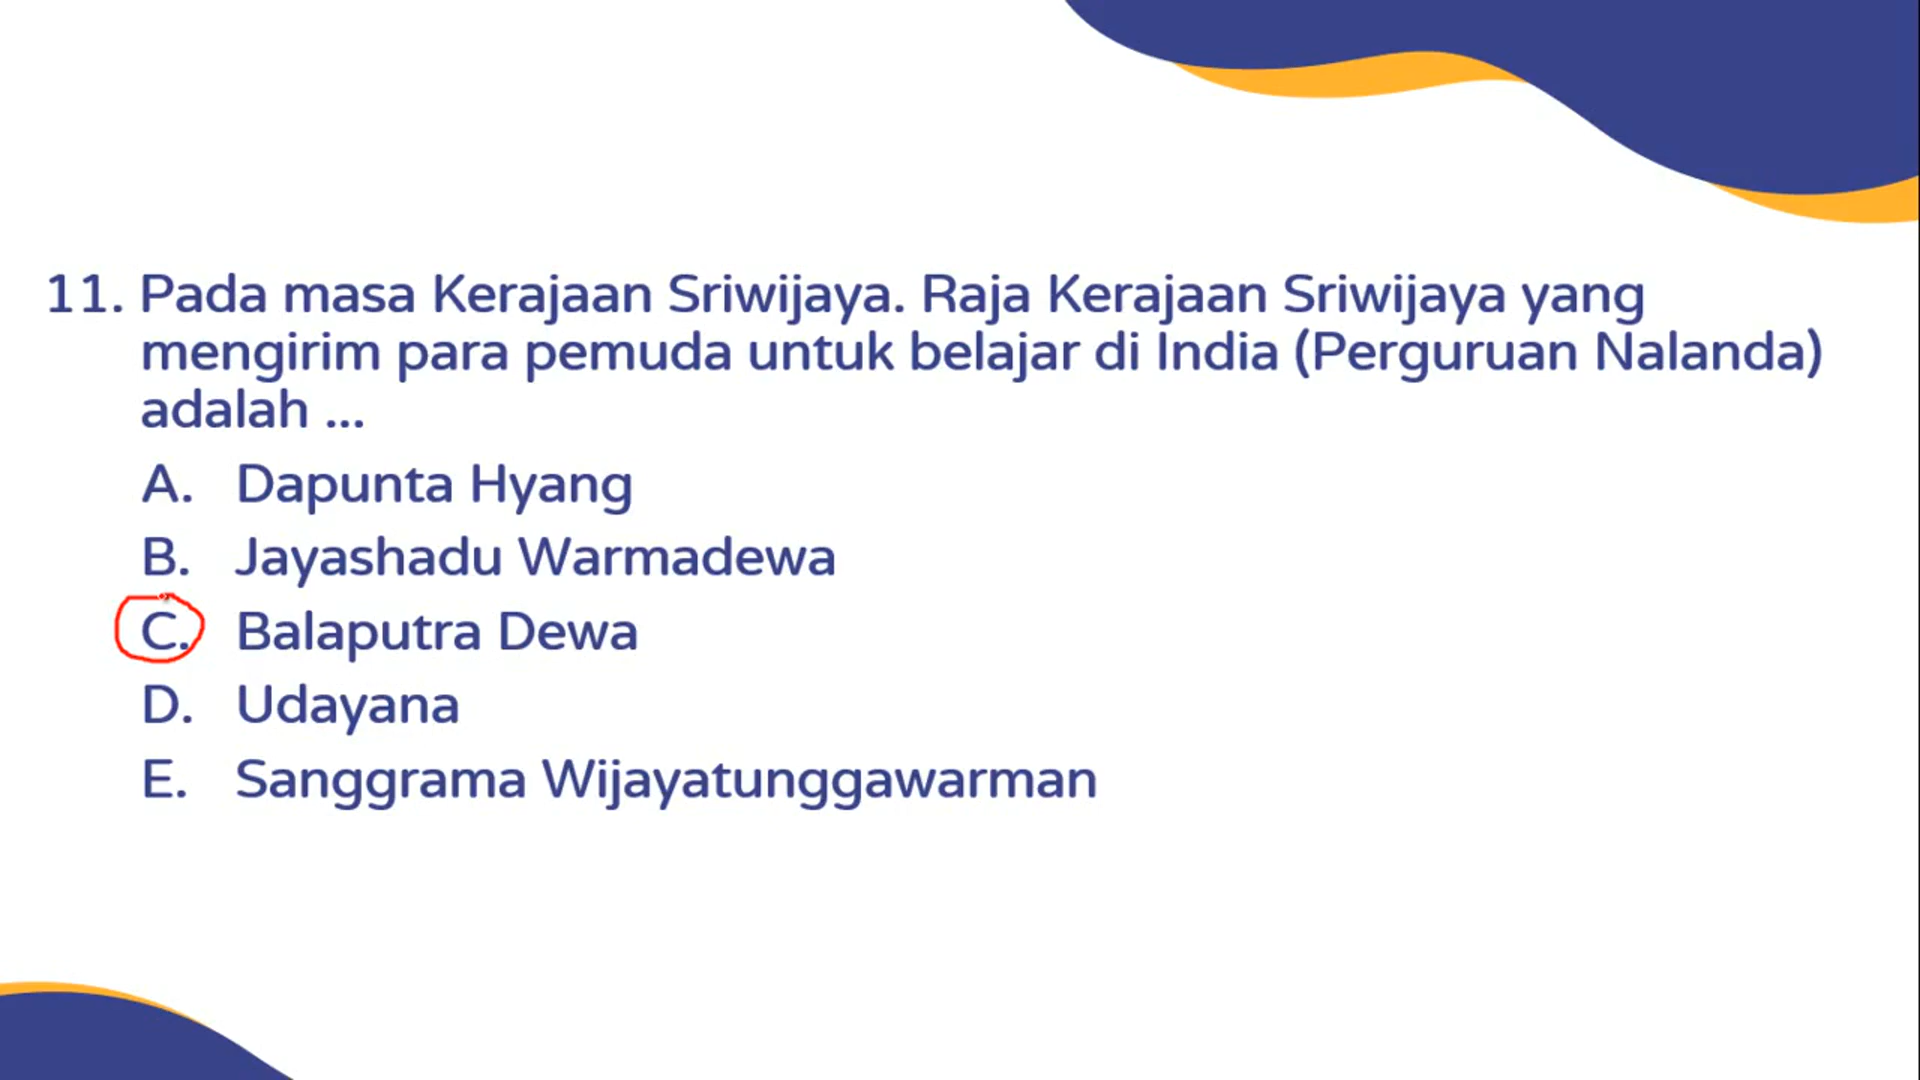 11. Pada masa Kerajaan Sriwijaya. Raja Kerajaan Sriwijaya yang
mengirim para pemuda untuk belajar di India (Perguruan Nalanda)
adalah ...
A. Dapunta Hyang
B. Jayashadu Warmadewa
C. Balaputra Dewa
D. Udayana
E. Sanggrama Wijayatunggawarman